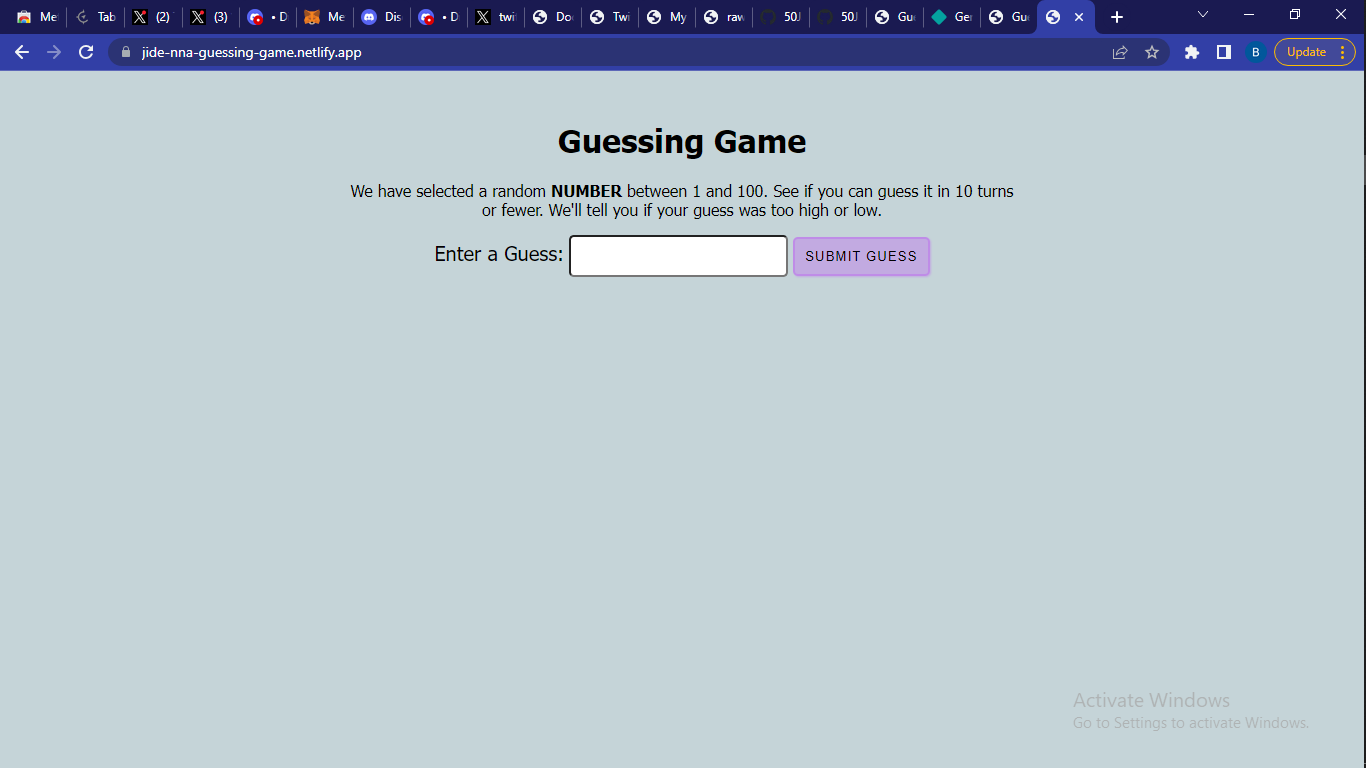 Me
Tab
(2)
(3)
• D
Me
Dis
• D
twi
Do
Twi
My
raw
50J
50J
Gu
Ger
Gu
jide-nna-guessing-game.netlify.app
B
Update
Guessing Game
We have selected a random NUMBER between 1 and 100. See if you can guess it in 10 turns
or fewer. We'll tell you if your guess was too high or low.
Enter a Guess:
SUBMIT GUESS
Activate Windows
Go to Settings to activate Windows.